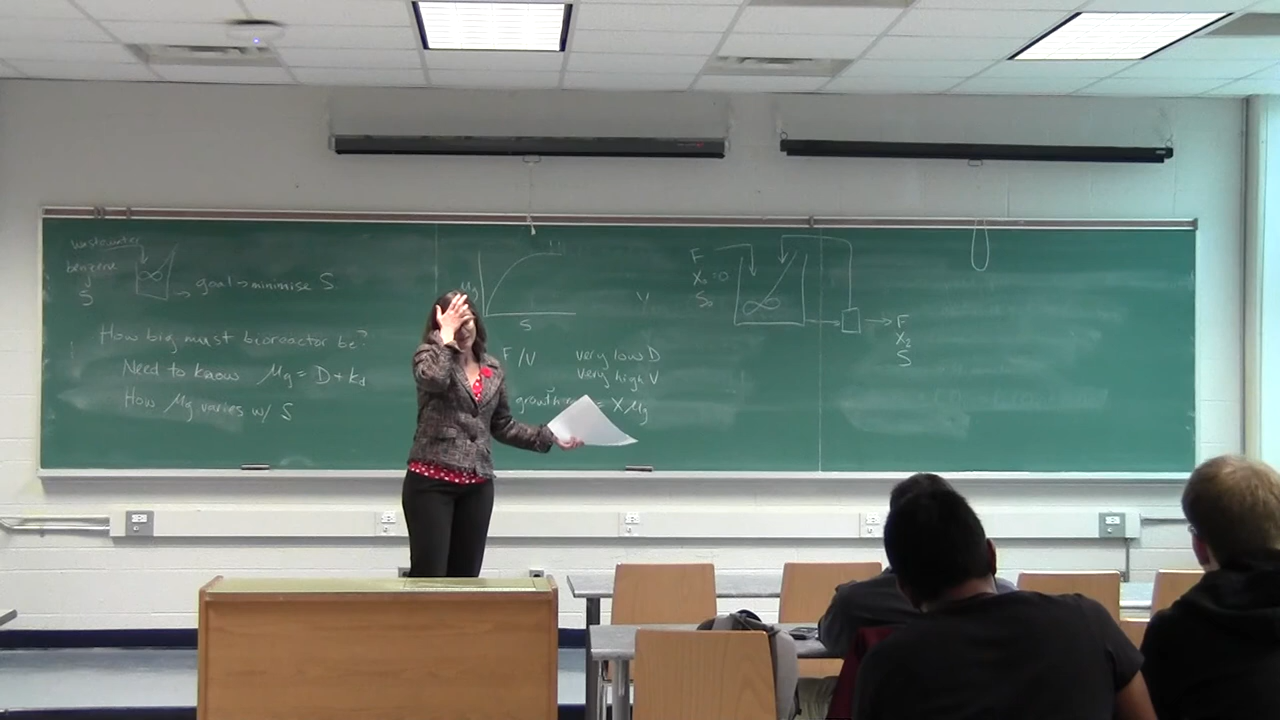 wastewater
benzene
S
goal → minimise S
How big must bioreactor be?
Need to know μg = D + kd
How μg varies w/ S
μg
S
F/V
very low D
very high V
growth = Xμg
F
X₀ = 0
S₀
F
X₂
S